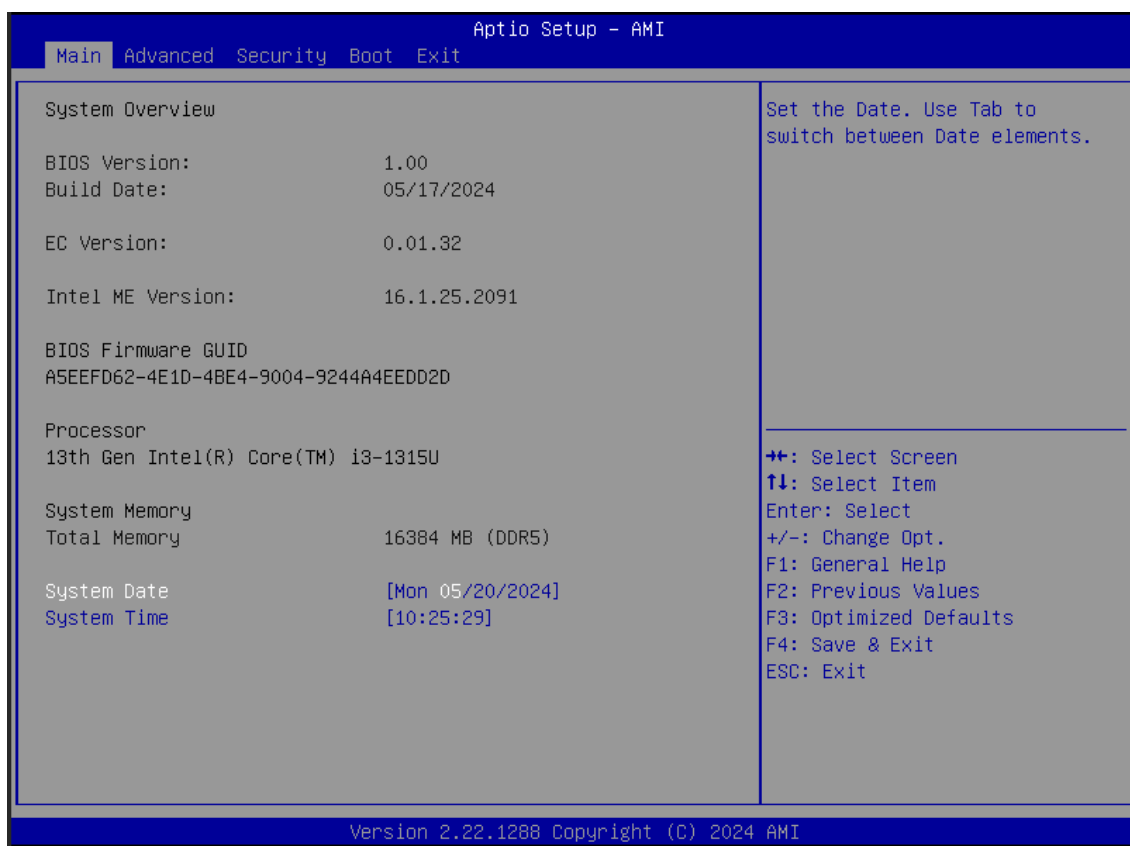 Aptio Setup – AMI
Main Advanced Security Boot Exit
System Overview
BIOS Version: 1.00
Build Date: 05/17/2024
EC Version: 0.01.32
Intel ME Version: 16.1.25.2091
BIOS Firmware GUID
A5EEFD62-4E1D-4BE4-9004-9244A4EEDD2D
Processor
13th Gen Intel(R) Core(TM) i3-1315U
System Memory
Total Memory 16384 MB (DDR5)
System Date [Mon 05/20/2024]
System Time [10:25:29]
Set the Date. Use Tab to
switch between Date elements.
→←: Select Screen
↑↓: Select Item
Enter: Select
+/-: Change Opt.
F1: General Help
F2: Previous Values
F3: Optimized Defaults
F4: Save & Exit
ESC: Exit
Version 2.22.1288 Copyright (C) 2024 AMI